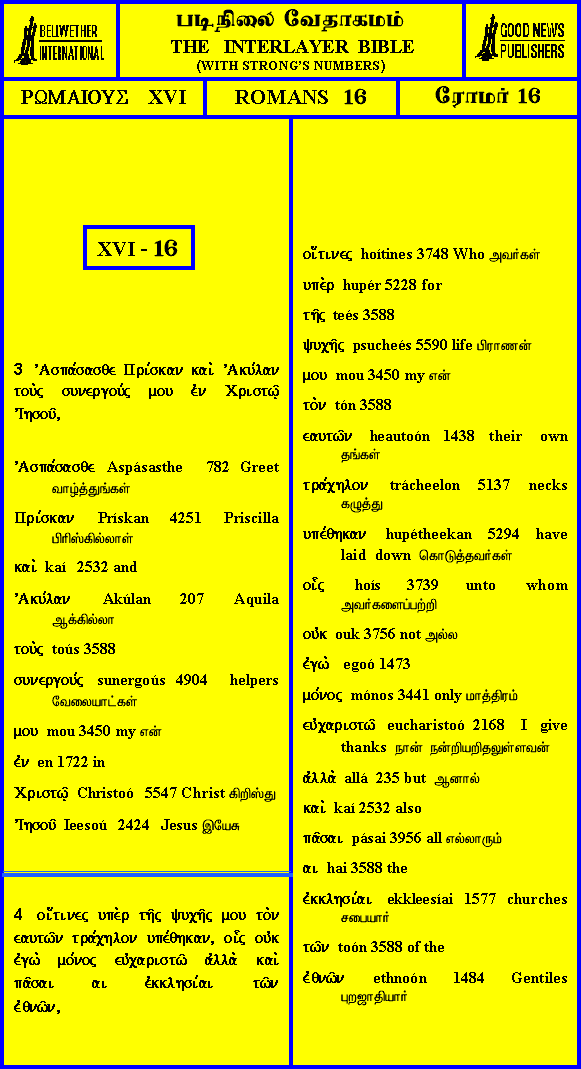 BELLWETHER
INTERNATIONAL
படிநிலை வேதாகமம்
THE INTERLAYER BIBLE
(WITH STRONG'S NUMBERS)
GOOD NEWS
PUBLISHERS
ΡΩΜΑΙΟΥΣ XVI
ROMANS 16
ரோமர் 16
XVI - 16
3 Ἀσπάσασθε Πρίσκαν καὶ Ἀκύλαν
τοὺς συνεργούς μου ἐν Χριστῷ
Ἰησοῦ,
Ἀσπάσασθε Aspásasthe 782 Greet
வாழ்த்துங்கள்
Πρίσκαν Prískan 4251 Priscilla
பிரிஸ்கில்லாள்
καὶ kaí 2532 and
Ἀκύλαν Akúlan 207 Aquila
ஆக்கில்லா
τοὺς toús 3588
συνεργούς sunergoús 4904 helpers
வேலையாட்கள்
μου mou 3450 my என்
ἐν en 1722 in
Χριστῷ Christoó 5547 Christ கிறிஸ்து
Ἰησοῦ Ieesoú 2424 Jesus இயேசு
4 οἵτινες υπὲρ τῆς ψυχῆς μου τὸν
εαυτῶν τράχηλον υπέθηκαν, οἷς οὐκ
ἐγὼ μόνος εὐχαριστῶ ἀλλὰ καὶ
πᾶσαι αι ἐκκλησίαι τῶν
ἐθνῶν,
οἵτινες hoítines 3748 Who அவர்கள்
υπὲρ hupér 5228 for
τῆς teés 3588
ψυχῆς psucheés 5590 life பிராணன்
μου mou 3450 my என்
τὸν tón 3588
εαυτῶν heautoón 1438 their own
தங்கள்
τράχηλον trácheelon 5137 necks
கழுத்து
υπέθηκαν hupétheekan 5294 have
laid down கொடுத்தவர்கள்
οἷς hoís 3739 unto whom
அவர்களைப்பற்றி
οὐκ ouk 3756 not அல்ல
ἐγὼ egoó 1473
μόνος mónos 3441 only மாத்திரம்
εὐχαριστῶ eucharistoó 2168 I give
thanks நான் நன்றியறிதலுள்ளவன்
ἀλλὰ allá 235 but ஆனால்
καὶ kaí 2532 also
πᾶσαι pásai 3956 all எல்லாரும்
αι hai 3588 the
ἐκκλησίαι ekkleesíai 1577 churches
சபையார்
τῶν toón 3588 of the
ἐθνῶν ethnoón 1484 Gentiles
புறஜாதியார்